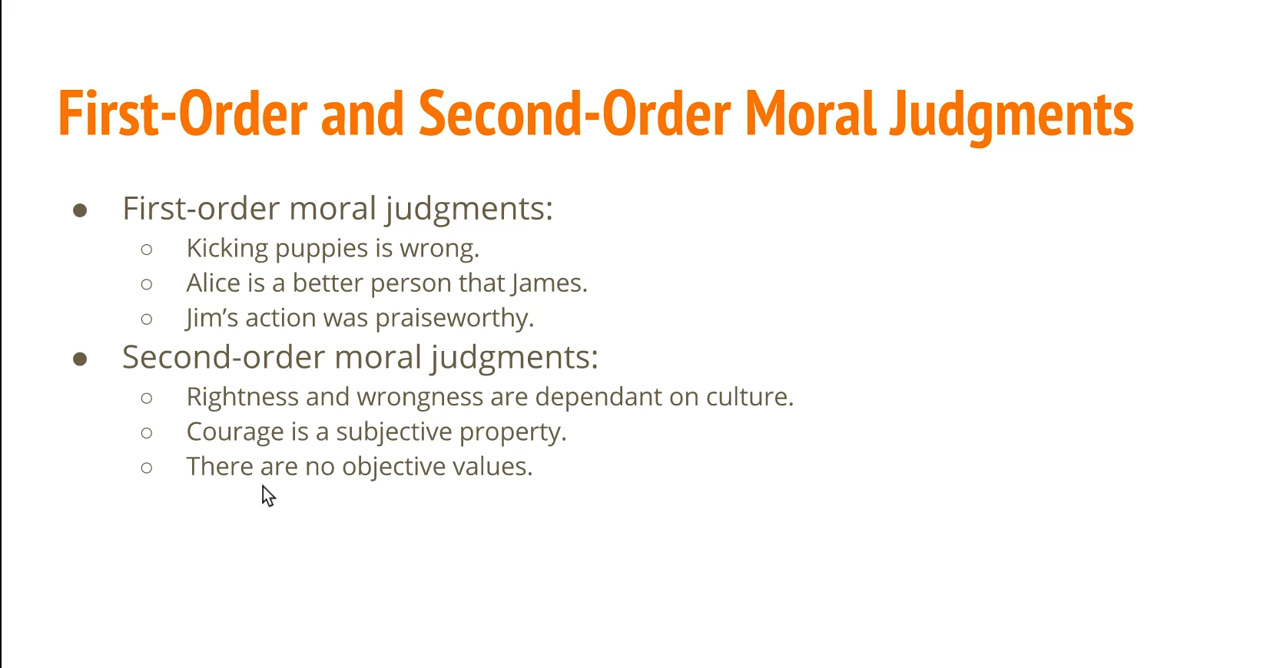 First-Order and Second-Order Moral Judgments
● First-order moral judgments:
○ Kicking puppies is wrong.
○ Alice is a better person that James.
○ Jim’s action was praiseworthy.
● Second-order moral judgments:
○ Rightness and wrongness are dependant on culture.
○ Courage is a subjective property.
○ There are no objective values.